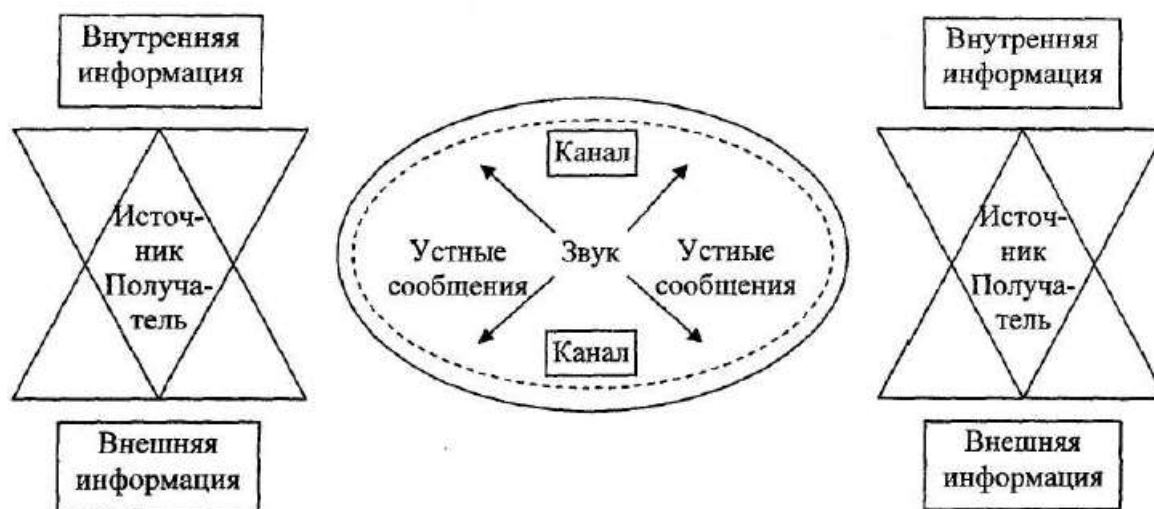 Внутренняя
информация
Источ-
ник
Получа-
тель
Внешняя
информация
Канал
Устные
сообщения
Звук
Устные
сообщения
Канал
Внутренняя
информация
Источ-
ник
Получа-
тель
Внешняя
информация